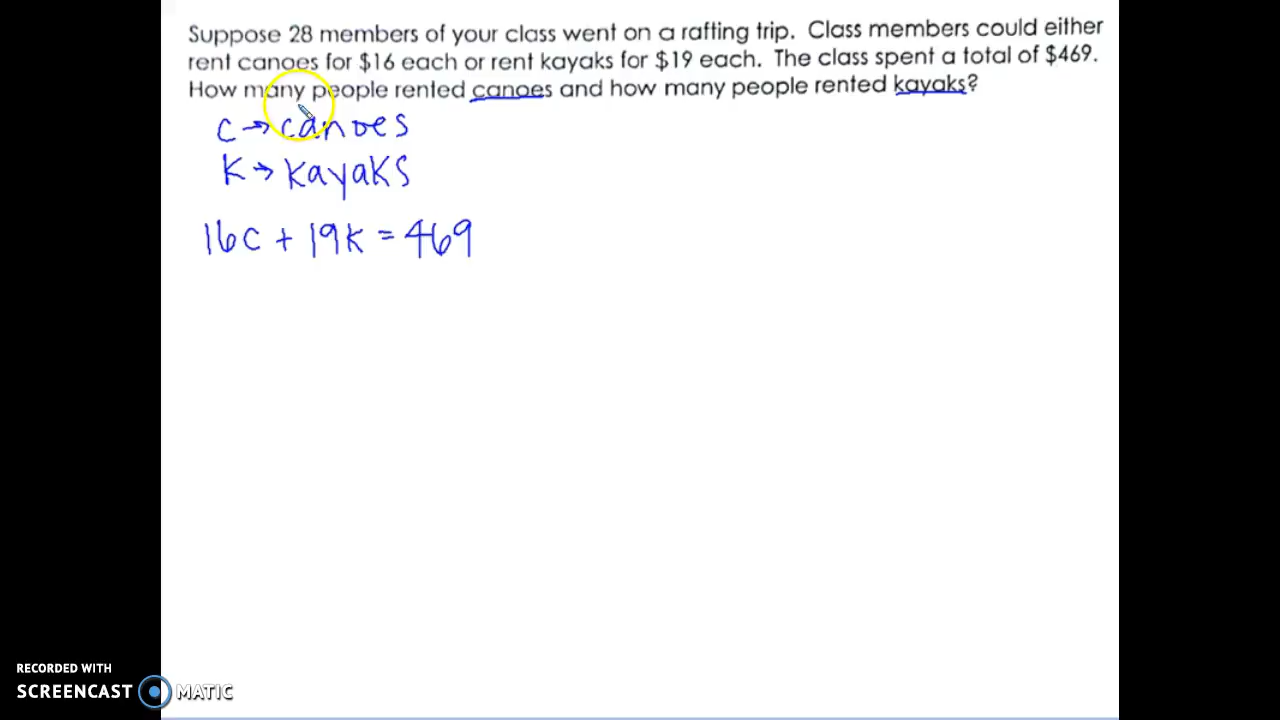 Suppose 28 members of your class went on a rafting trip. Class members could either
rent canoes for $16 each or rent kayaks for $19 each. The class spent a total of $469.
How many people rented canoes and how many people rented kayaks?
c → canoes
k → kayaks
16c + 19k = 469
RECORDED WITH
SCREENCAST MATIC